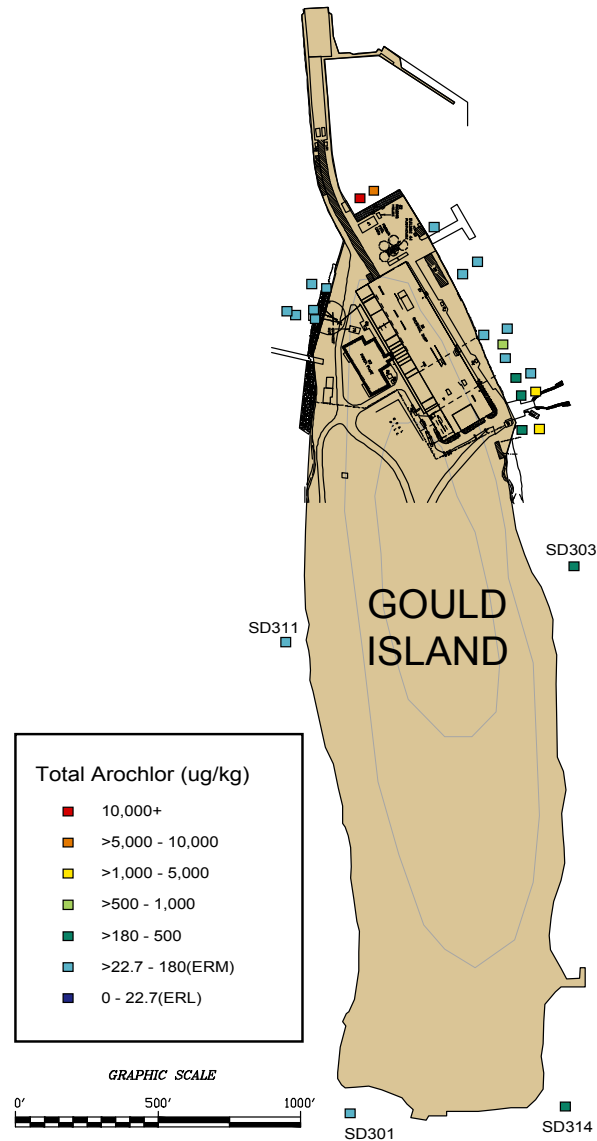 SD303
GOULD
ISLAND
SD311
Total Arochlor (ug/kg)
10,000+
>5,000 - 10,000
>1,000 - 5,000
>500 - 1,000
>180 - 500
>22.7 - 180(ERM)
0 - 22.7(ERL)
GRAPHIC SCALE
0' 500' 1000'
SD301
SD314